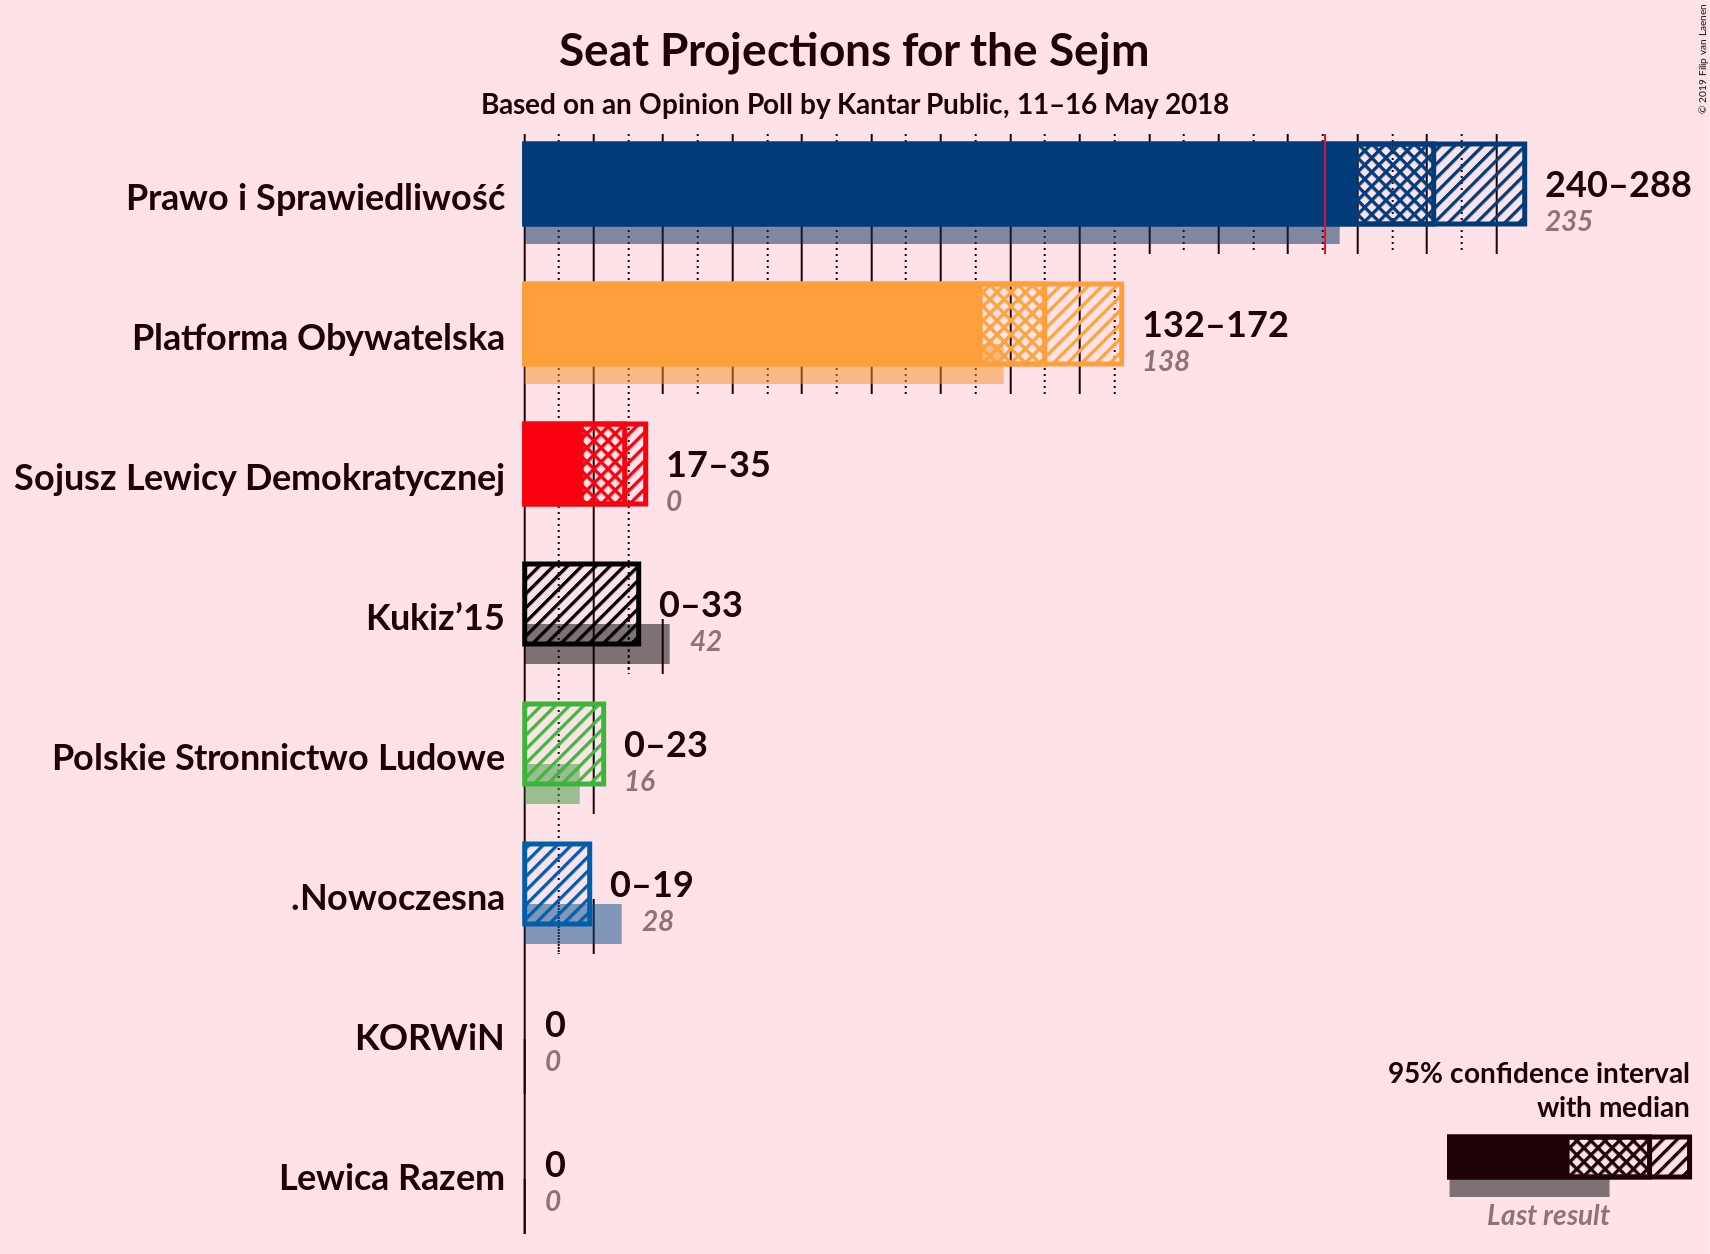 Seat Projections for the Sejm
Based on an Opinion Poll by Kantar Public, 11–16 May 2018
© 2019 Filip van Laenen
Prawo i Sprawiedliwość
240–288
235
Platforma Obywatelska
132–172
138
Sojusz Lewicy Demokratycznej
17–35
0
Kukiz’15
0–33
42
Polskie Stronnictwo Ludowe
0–23
16
.Nowoczesna
0–19
28
KORWiN
0
0
Lewica Razem
0
0
95% confidence interval
with median
Last result